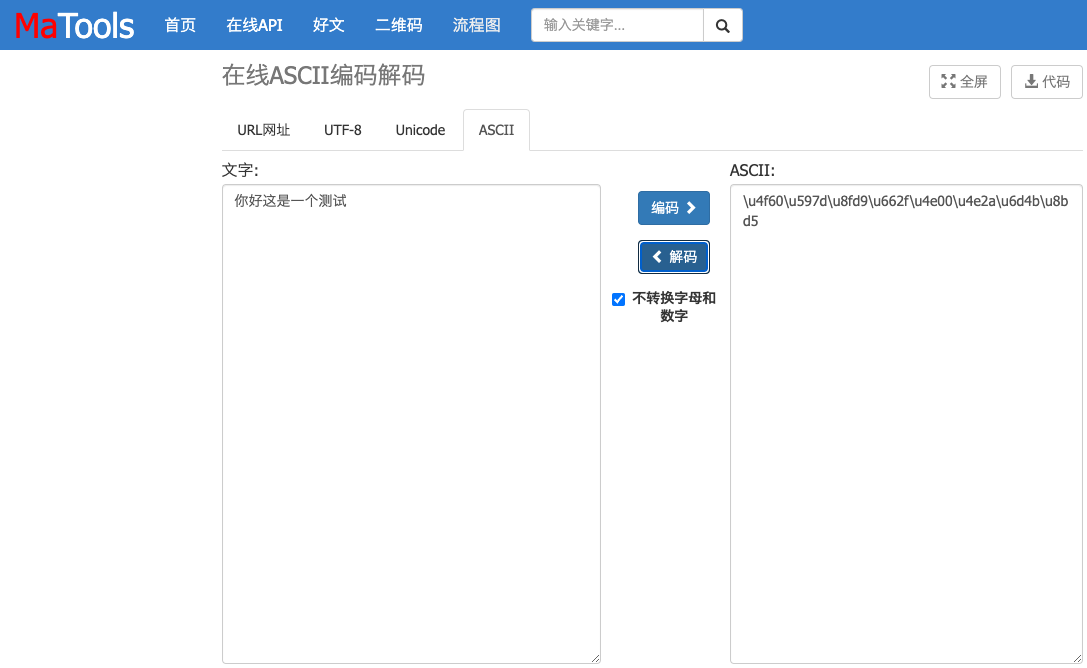 MaTools 首页 在线API 好文 二维码 流程图 输入关键字...
在线ASCII编码解码
全屏 代码
URL网址 UTF-8 Unicode ASCII
文字:
你好这是一个测试
编码
解码
不转换字母和
数字
ASCII:
\u4f60\u597d\u8fd9\u662f\u4e00\u4e2a\u6d4b\u8b
d5